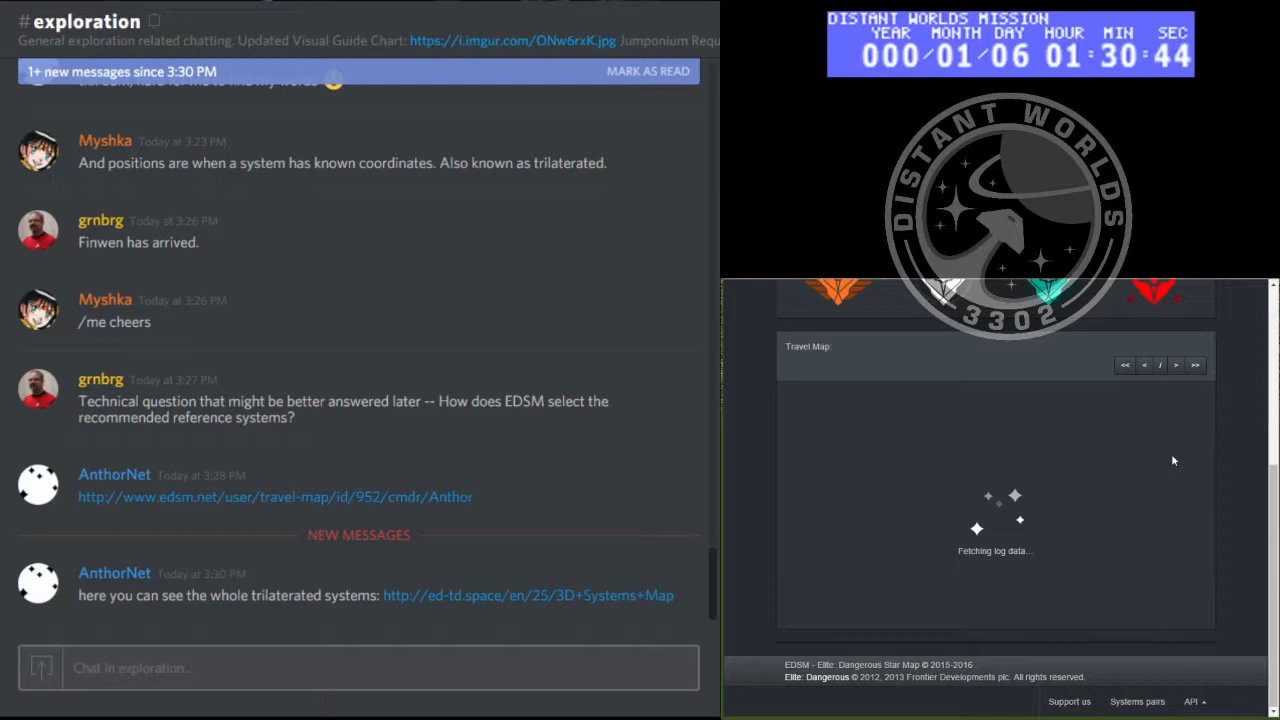 #exploration
General exploration related chatting. Updated Visual Guide Chart: https://i.imgur.com/ONw6rxK.jpg Jumponium Requ
1+ new messages since 3:30 PM
MARK AS READ
Myshka Today at 3:23 PM
And positions are when a system has known coordinates. Also known as trilaterated.
grnbrg Today at 3:26 PM
Finwen has arrived.
Myshka Today at 3:26 PM
/me cheers
grnbrg Today at 3:27 PM
Technical question that might be better answered later -- How does EDSM select the
recommended reference systems?
AnthorNet Today at 3:28 PM
http://www.edsm.net/user/travel-map/id/952/cmdr/Anthor
NEW MESSAGES
AnthorNet Today at 3:30 PM
here you can see the whole trilaterated systems: http://ed-td.space/en/25/3D+Systems+Map
Chat in exploration...
DISTANT WORLDS MISSION
YEAR MONTH DAY HOUR MIN SEC
000/01/06 01:30:44
DISTANT WORLDS
3302
Travel Map:
<< < / > >>
Fetching log data...
EDSM - Elite: Dangerous Star Map © 2015-2016
Elite: Dangerous © 2012, 2013 Frontier Developments plc. All rights reserved.
Support us Systems pairs API